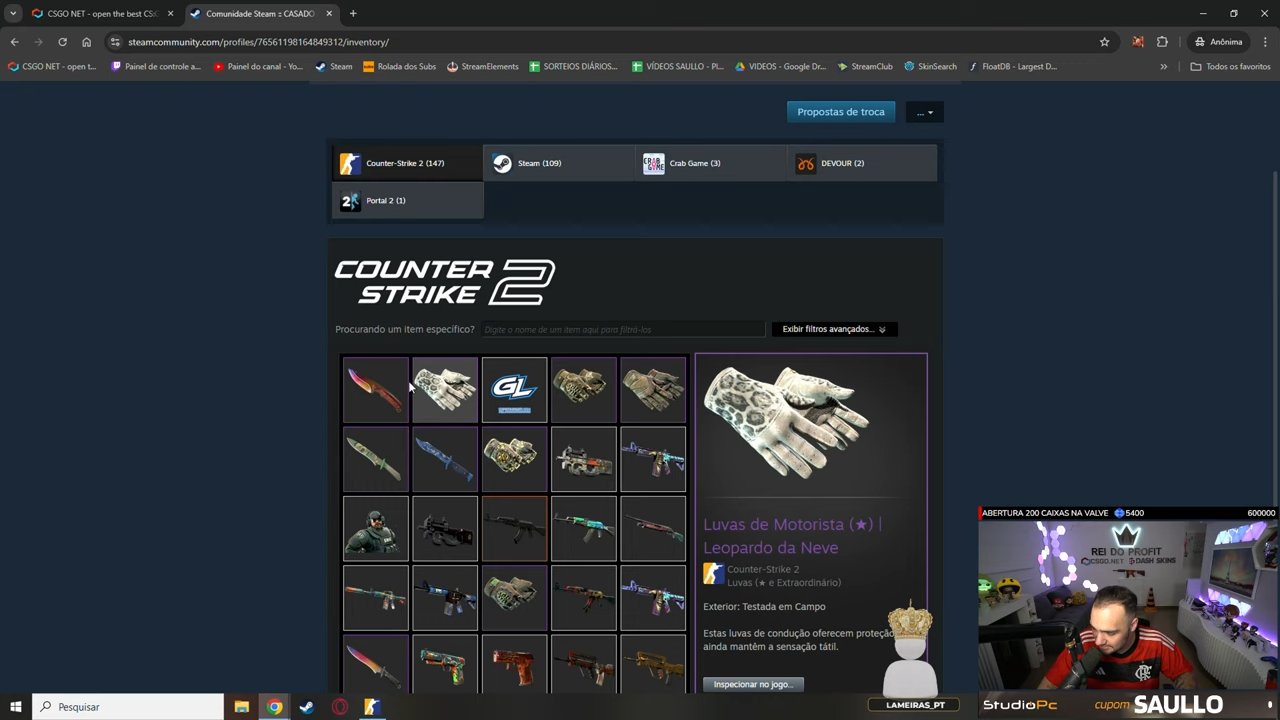 CSGO NET - open the best CS:
Comunidade Steam :: CASADO
steamcommunity.com/profiles/76561198164849312/inventory/
Anônima
CSGO NET - open t...
Painel de controle a...
Painel do canal - Yo...
Steam
Rolada dos Subs
StreamElements
SORTEIOS DIÁRIOS...
VÍDEOS SAULLO - Pl...
VIDEOS - Google Dr...
StreamClub
SkinSearch
FloatDB - Largest D...
Todos os favoritos
Propostas de troca
...
Counter-Strike 2 (147)
Steam (109)
Crab Game (3)
DEVOUR (2)
Portal 2 (1)
COUNTER
STRIKE 2
Procurando um item específico?
Digite o nome de um item aqui para filtrá-los
Exibir filtros avançados...
GL
Luvas de Motorista (★) |
Leopardo da Neve
Counter-Strike 2
Luvas (★ e Extraordinário)
Exterior: Testada em Campo
Estas luvas de condução oferecem proteção
ainda mantêm a sensação tátil.
Inspecionar no jogo...
ABERTURA 200 CAIXAS NA VALVE
5400
600000
REI DO PROFIT
CSGO.NET
DASH SKINS
LAMEIRAS_PT
Pesquisar
StudioPc
cupom SAULLO